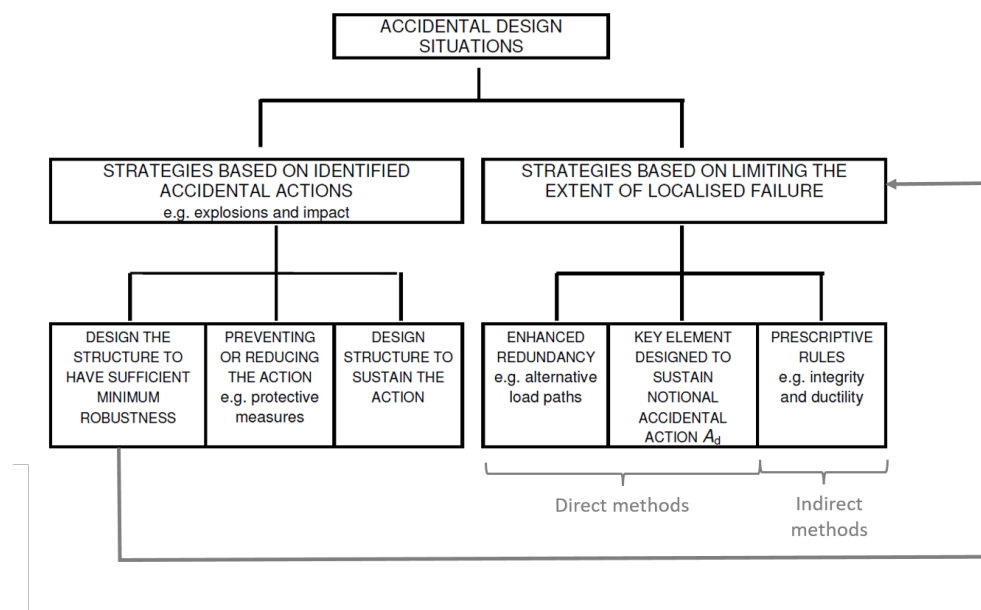 ACCIDENTAL DESIGN
SITUATIONS
STRATEGIES BASED ON IDENTIFIED
ACCIDENTAL ACTIONS
e.g. explosions and impact
STRATEGIES BASED ON LIMITING THE
EXTENT OF LOCALISED FAILURE
DESIGN THE
STRUCTURE TO
HAVE SUFFICIENT
MINIMUM
ROBUSTNESS
PREVENTING
OR REDUCING
THE ACTION
e.g. protective
measures
DESIGN
STRUCTURE TO
SUSTAIN THE
ACTION
ENHANCED
REDUNDANCY
e.g. alternative
load paths
KEY ELEMENT
DESIGNED TO
SUSTAIN
NOTIONAL
ACCIDENTAL
ACTION Ad
PRESCRIPTIVE
RULES
e.g. integrity
and ductility
Direct methods
Indirect
methods